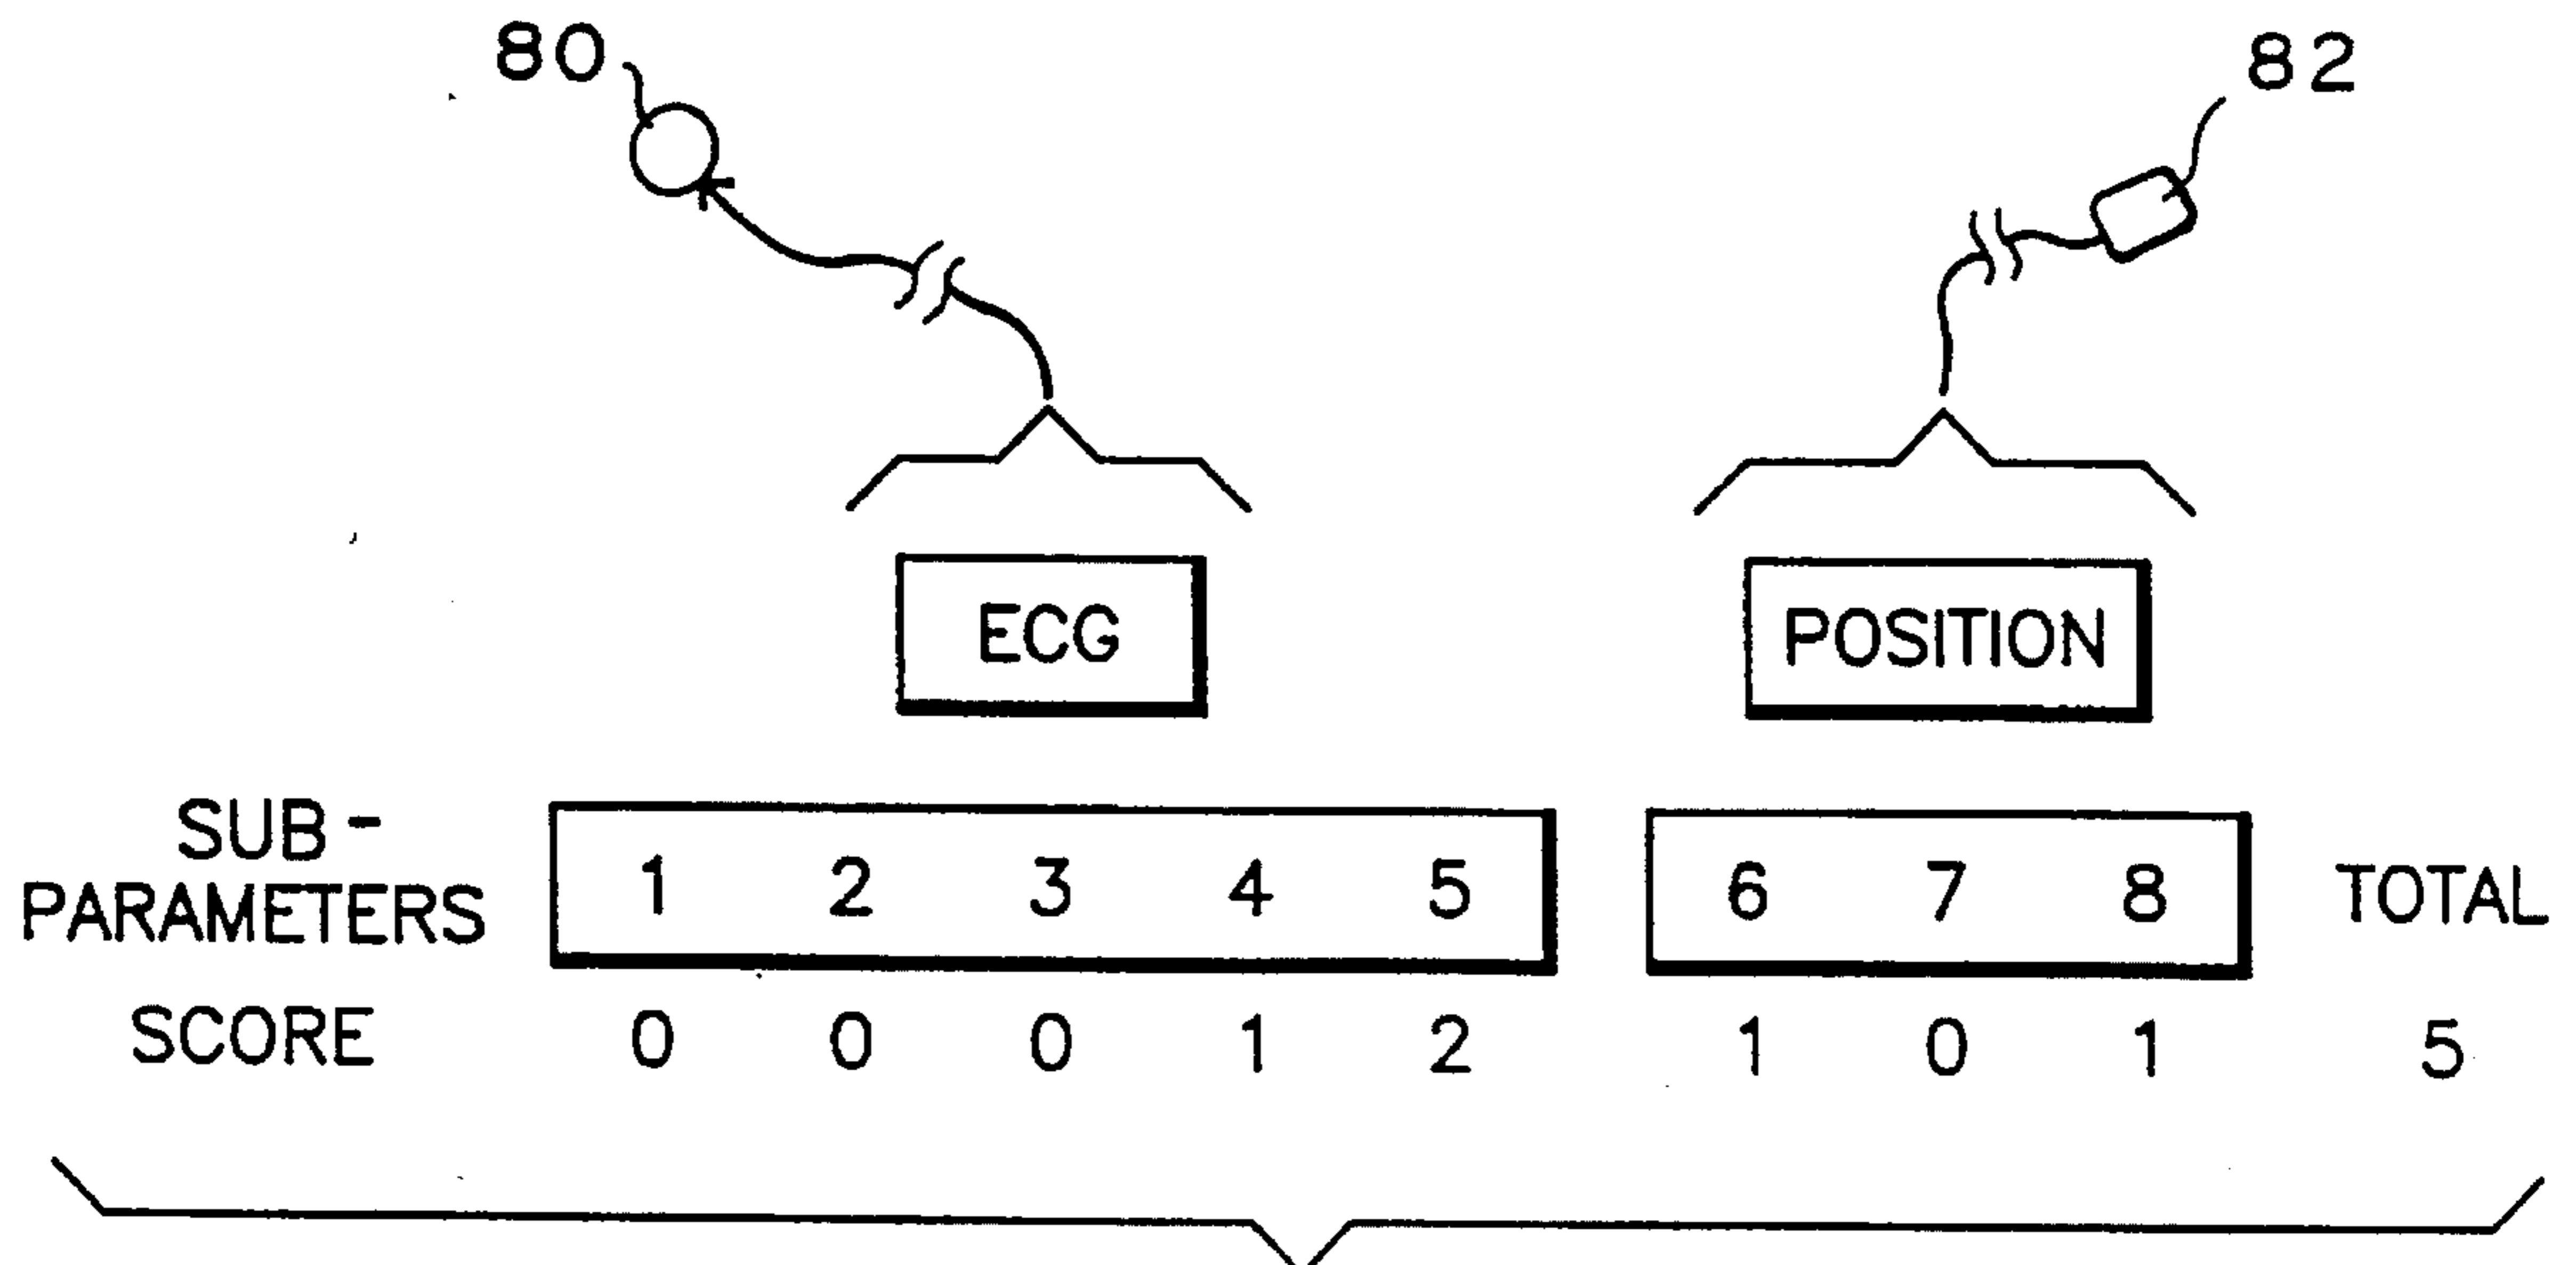 80
82
ECG
POSITION
SUB-
PARAMETERS
1 2 3 4 5 6 7 8 TOTAL
SCORE 0 0 0 1 2 1 0 1 5